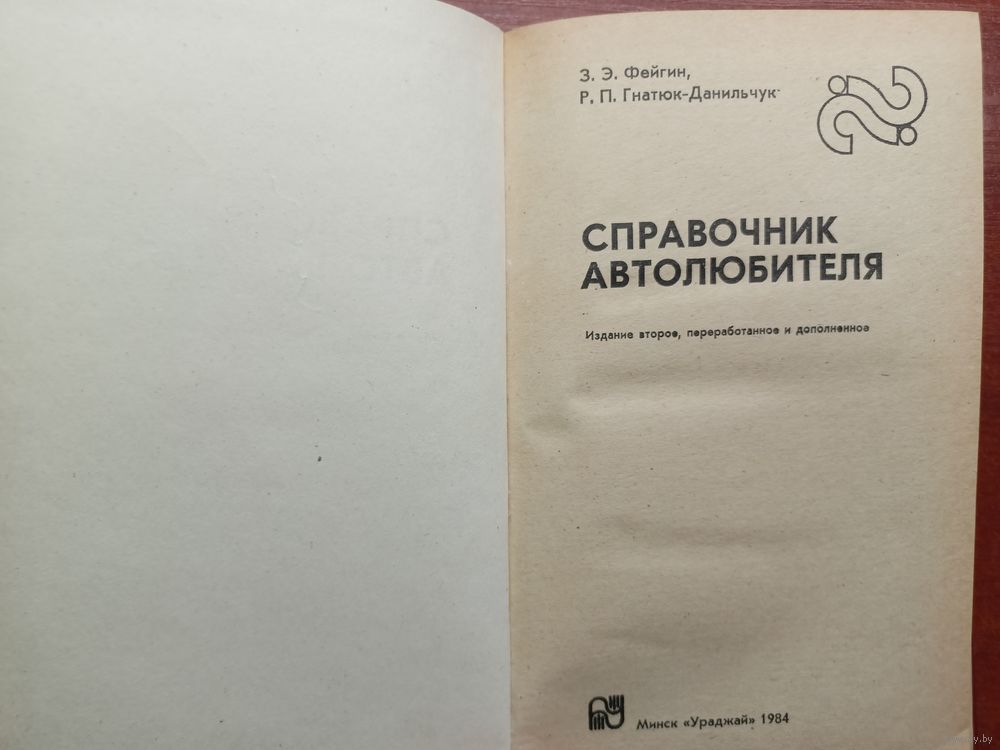 З. Э. Фейгин,
Р. П. Гнатюк-Данильчук
СПРАВОЧНИК
АВТОЛЮБИТЕЛЯ
Издание второе, переработанное и дополненное
Минск «Ураджай» 1984